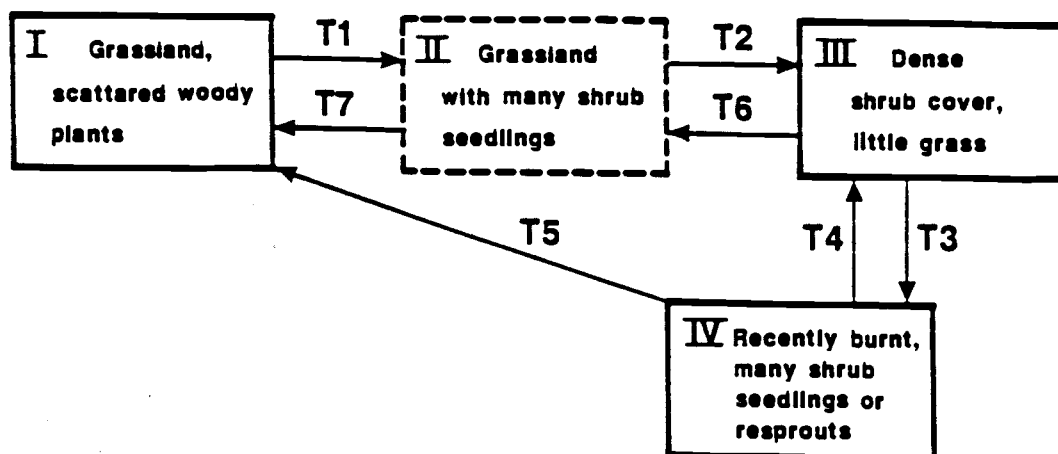 I Grassland,
scattared woody
plants
T1
T7
II Grassland
with many shrub
seedlings
T2
T6
III Dense
shrub cover,
little grass
T5
T4
T3
IV Recently burnt,
many shrub
seedlings or
resprouts